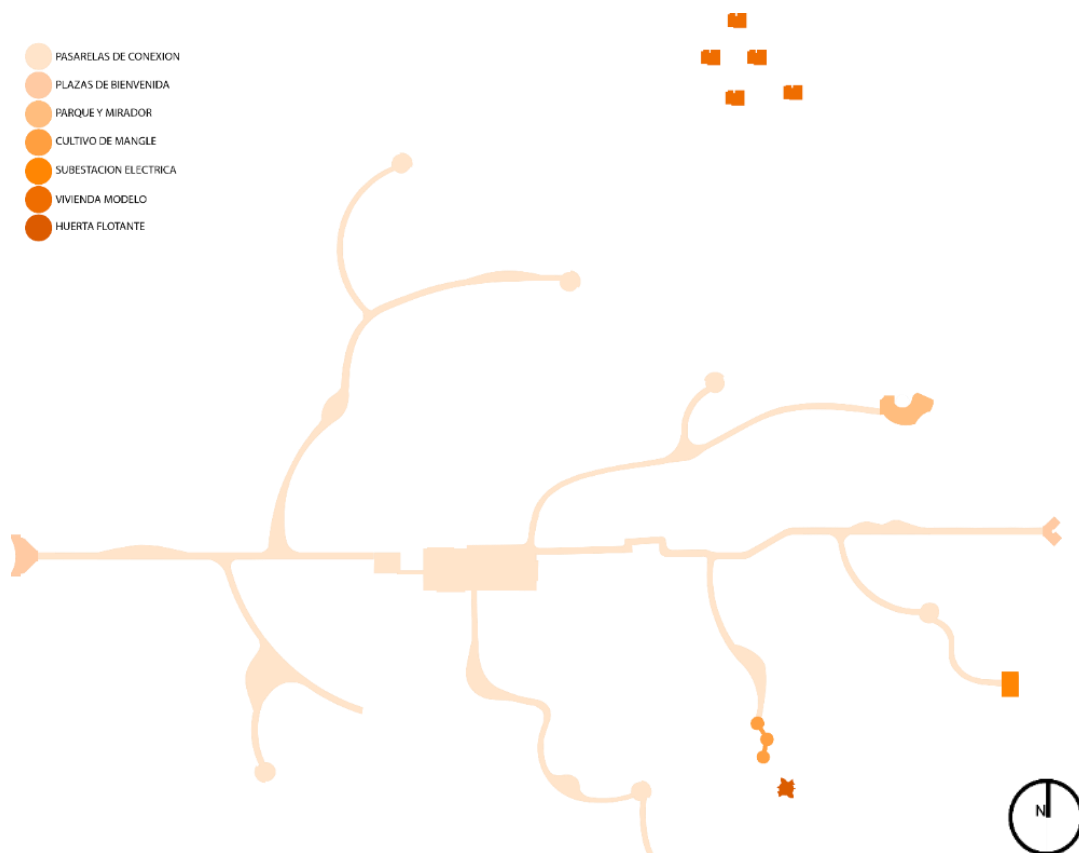 PASARELAS DE CONEXION
PLAZAS DE BIENVENIDA
PARQUE Y MIRADOR
CULTIVO DE MANGLE
SUBESTACION ELECTRICA
VIVIENDA MODELO
HUERTA FLOTANTE
N